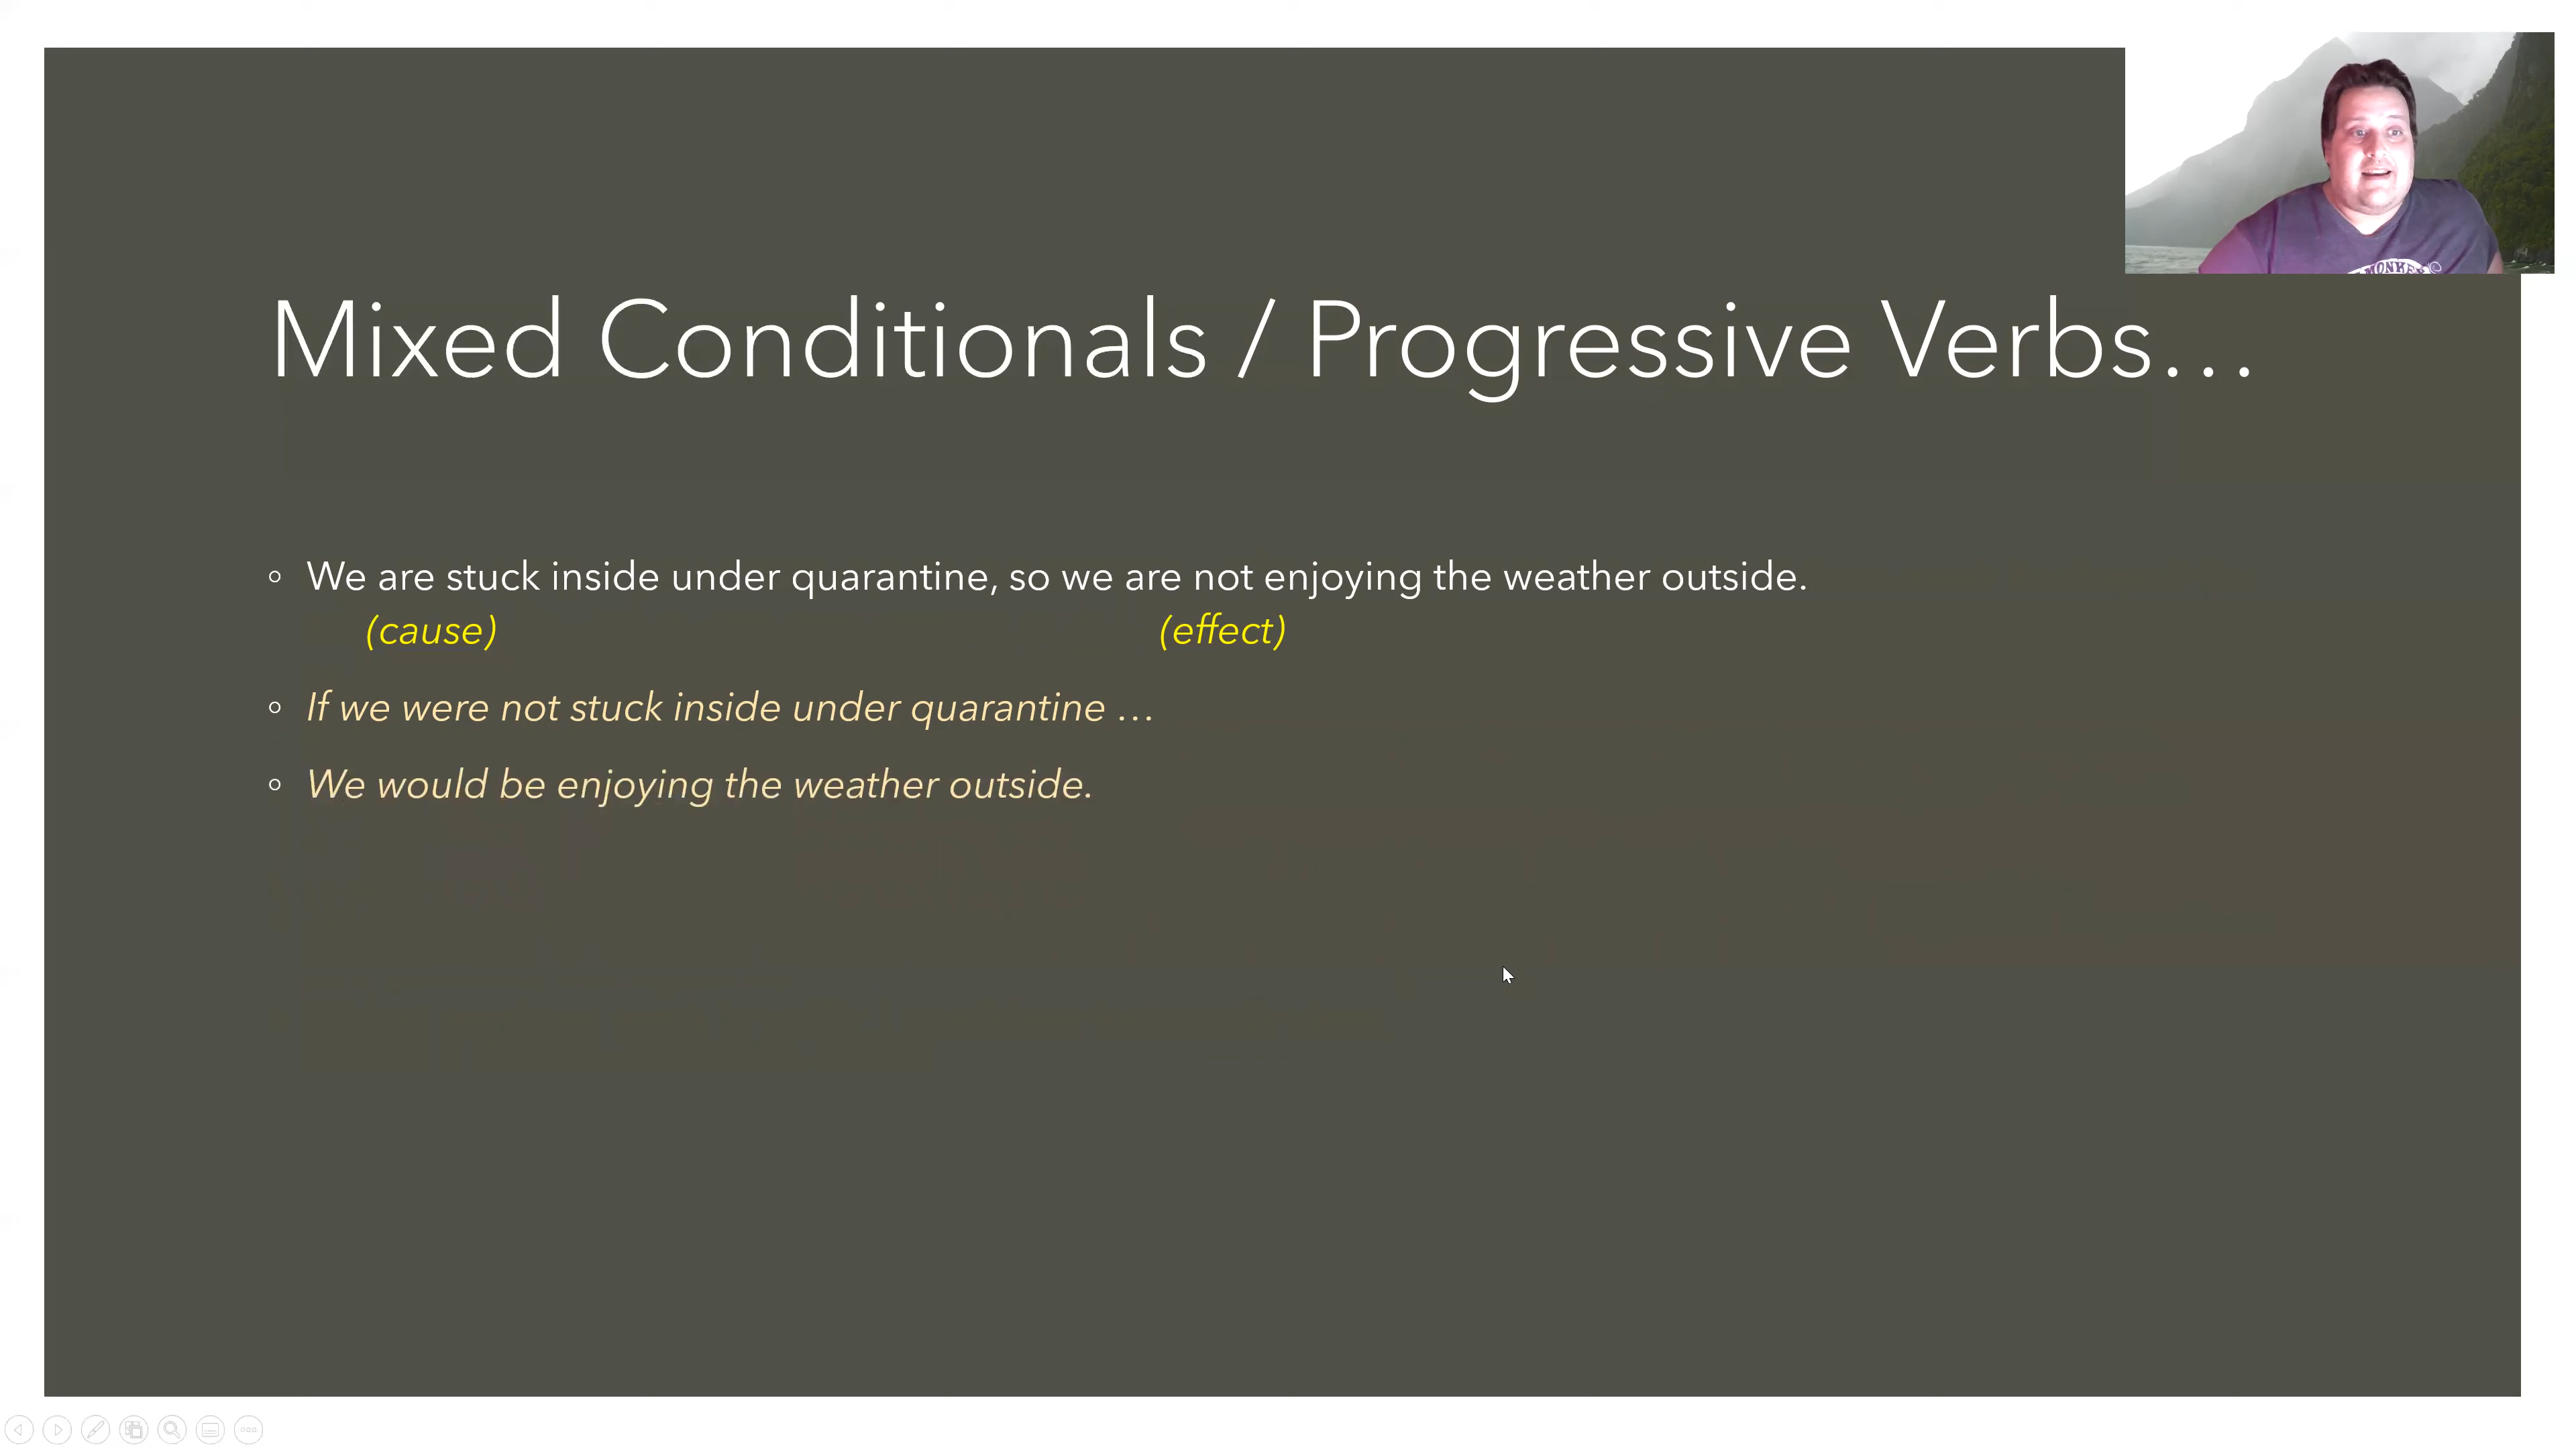 Mixed Conditionals / Progressive Verbs…
We are stuck inside under quarantine, so we are not enjoying the weather outside.
(cause) (effect)
If we were not stuck inside under quarantine …
We would be enjoying the weather outside.
MONKEY